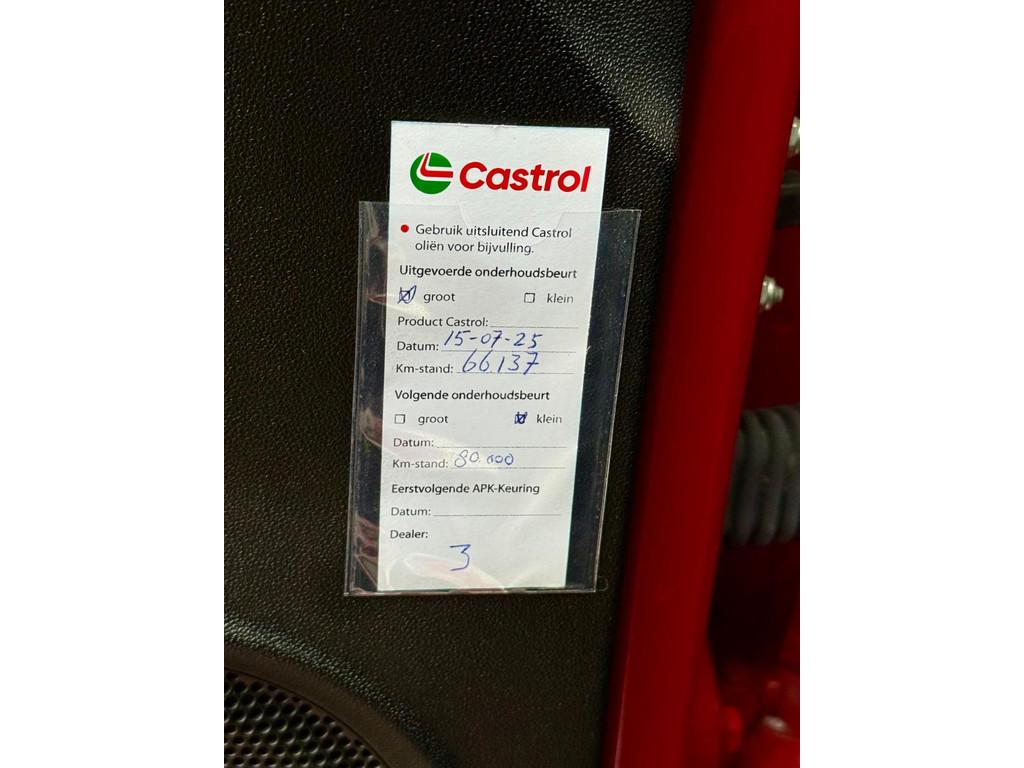 Castrol
Gebruik uitsluitend Castrol
oliën voor bijvulling.
Uitgevoerde onderhoudsbeurt
groot klein
Product Castrol:
Datum: 15-07-25
Km-stand: 66137
Volgende onderhoudsbeurt
groot klein
Datum:
Km-stand: 80.000
Eerstvolgende APK-Keuring
Datum:
Dealer:
3